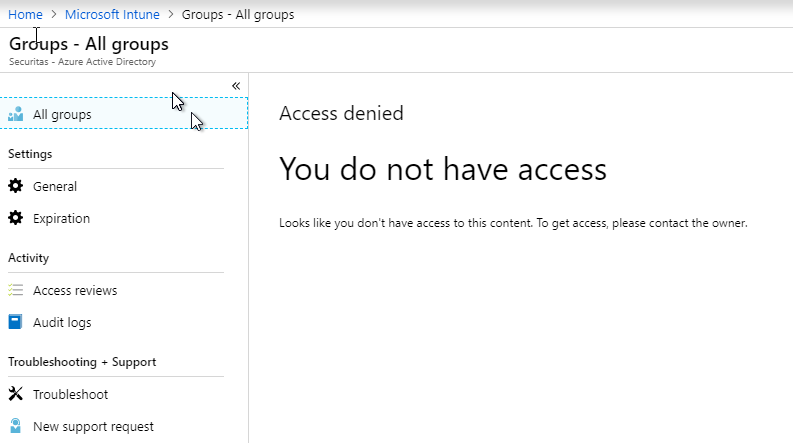 Home > Microsoft Intune > Groups - All groups
Groups - All groups
Securitas - Azure Active Directory
«
All groups
Settings
General
Expiration
Activity
Access reviews
Audit logs
Troubleshooting + Support
Troubleshoot
New support request
Access denied
You do not have access
Looks like you don't have access to this content. To get access, please contact the owner.